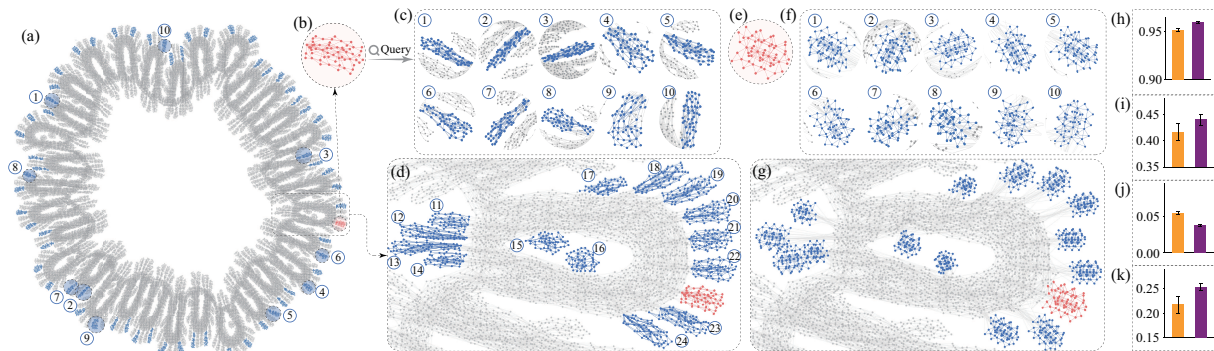 (a)
10
1
8
3
6
4
5
7
2
9
(b)
Query
(c)
1 2 3 4 5
6 7 8 9 10
(d)
11
12
13
14
15
16
17
18
19
20
21
22
23
24
(e)
(f)
1 2 3 4 5
6 7 8 9 10
(g)
(h)
0.95
0.90
(i)
0.45
0.40
0.35
(j)
0.05
0.00
(k)
0.25
0.20
0.15